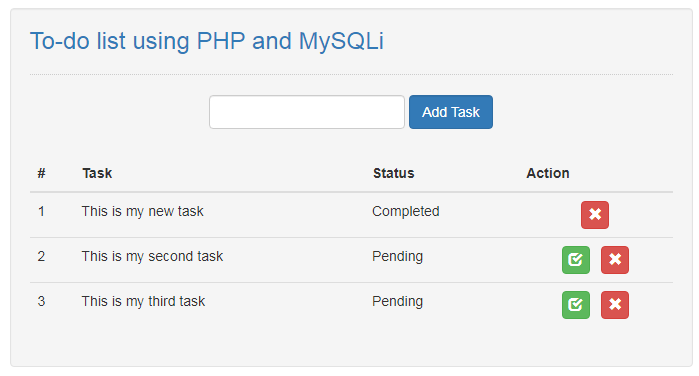 To-do list using PHP and MySQLi
Add Task
# Task Status Action
1 This is my new task Completed
2 This is my second task Pending
3 This is my third task Pending